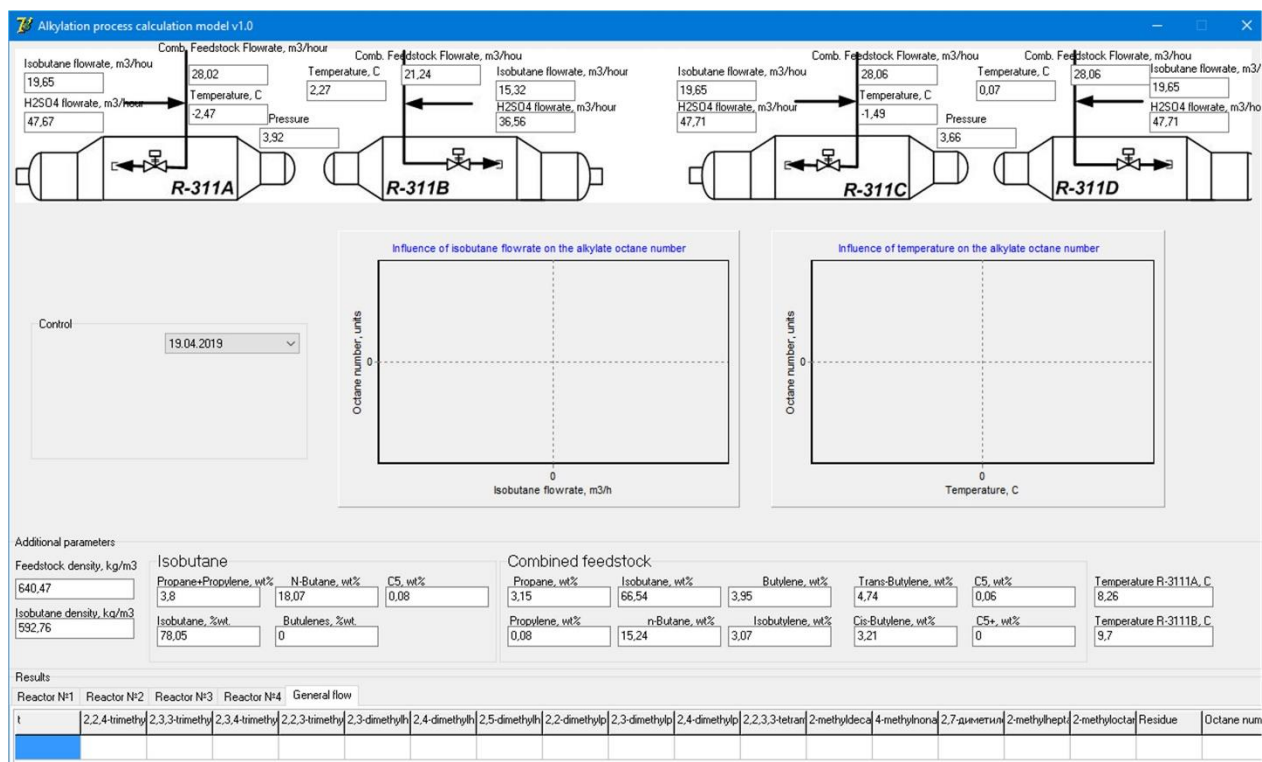 Alkylation process calculation model v1.0
Comb. Feedstock Flowrate, m3/hour
Comb. Feedstock Flowrate, m3/hou
Comb. Feedstock Flowrate, m3/hou
Comb. Feedstock Flowrate, m3/hou
Isobutane flowrate, m3/hou
28,02
Temperature, C
21,24
Isobutane flowrate, m3/hour
Isobutane flowrate, m3/hou
28,06
Temperature, C
28,06
Isobutane flowrate, m3/
19,65
2,27
15,32
19,65
0,07
19,65
H2SO4 flowrate, m3/hour
Temperature, C
H2SO4 flowrate, m3/hour
H2SO4 flowrate, m3/hou
Temperature, C
H2SO4 flowrate, m3/ho
47,67
-2,47
Pressure
36,56
47,71
-1,49
Pressure
47,71
3,92
3,66
R-311A
R-311B
R-311C
R-311D
Influence of isobutane flowrate on the alkylate octane number
Influence of temperature on the alkylate octane number
Control
19.04.2019
Octane number, units
0
0
Isobutane flowrate, m3/h
Octane number, units
0
0
Temperature, C
Additional parameters
Feedstock density, kg/m3
640,47
Isobutane density, kg/m3
592,76
Isobutane
Propane+Propylene, wt% N-Butane, wt% C5, wt%
3,8 18,07 0,08
Isobutane, %wt. Butulenes, %wt.
78,05 0
Combined feedstock
Propane, wt% Isobutane, wt% Butylene, wt% Trans-Butylene, wt% C5, wt%
3,15 66,54 3,95 4,74 0,06
Propylene, wt% n-Butane, wt% Isobutylene, wt% Cis-Butylene, wt% C5+, wt%
0,08 15,24 3,07 3,21 0
Temperature R-3111A, C
8,26
Temperature R-3111B, C
9,7
Results
Reactor №1 Reactor №2 Reactor №3 Reactor №4 General flow
t 2,2,4-trimethy 2,3,3-trimethy 2,3,4-trimethy 2,2,3-trimethy 2,3-dimethylh 2,4-dimethylh 2,5-dimethylh 2,2-dimethylp 2,3-dimethylp 2,4-dimethylp 2,2,3,3-tetran 2-methyldeca 4-methylnona 2,7-диметил 2-methylhept 2-methyloctar Residue Octane num